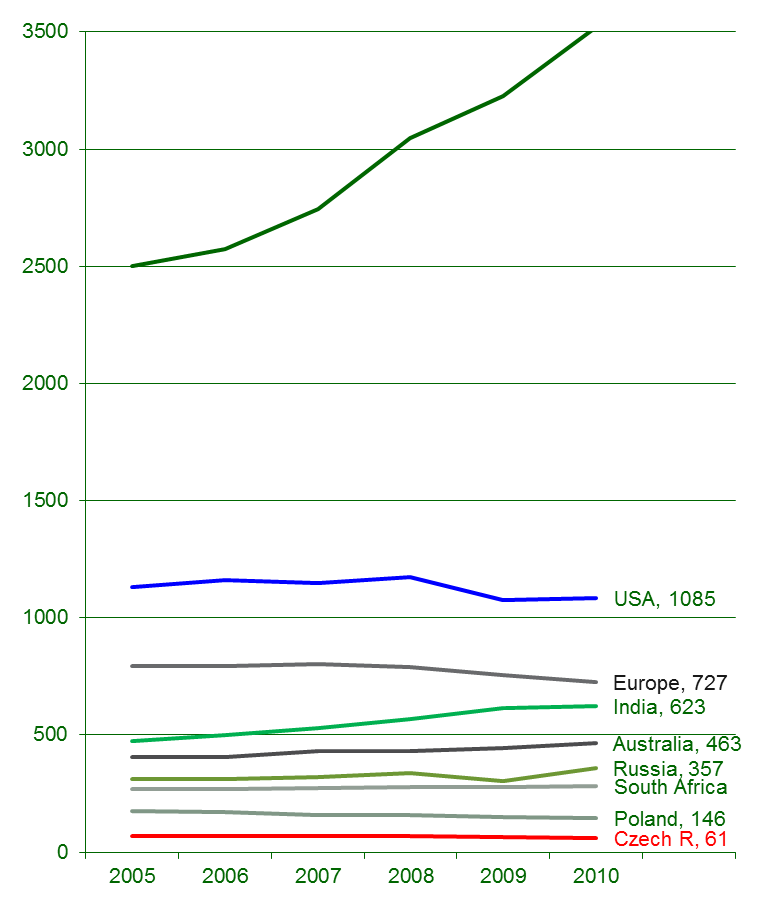 3500
3000
2500
2000
1500
1000
500
0
USA, 1085
Europe, 727
India, 623
Australia, 463
Russia, 357
South Africa
Poland, 146
Czech R, 61
2005 2006 2007 2008 2009 2010